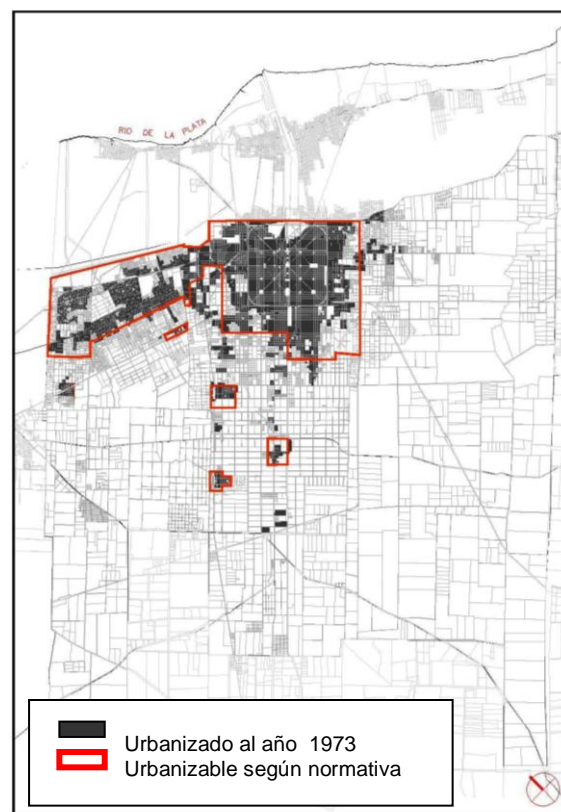 RIO DE LA PLATA
Urbanizado al año 1973
Urbanizable según normativa